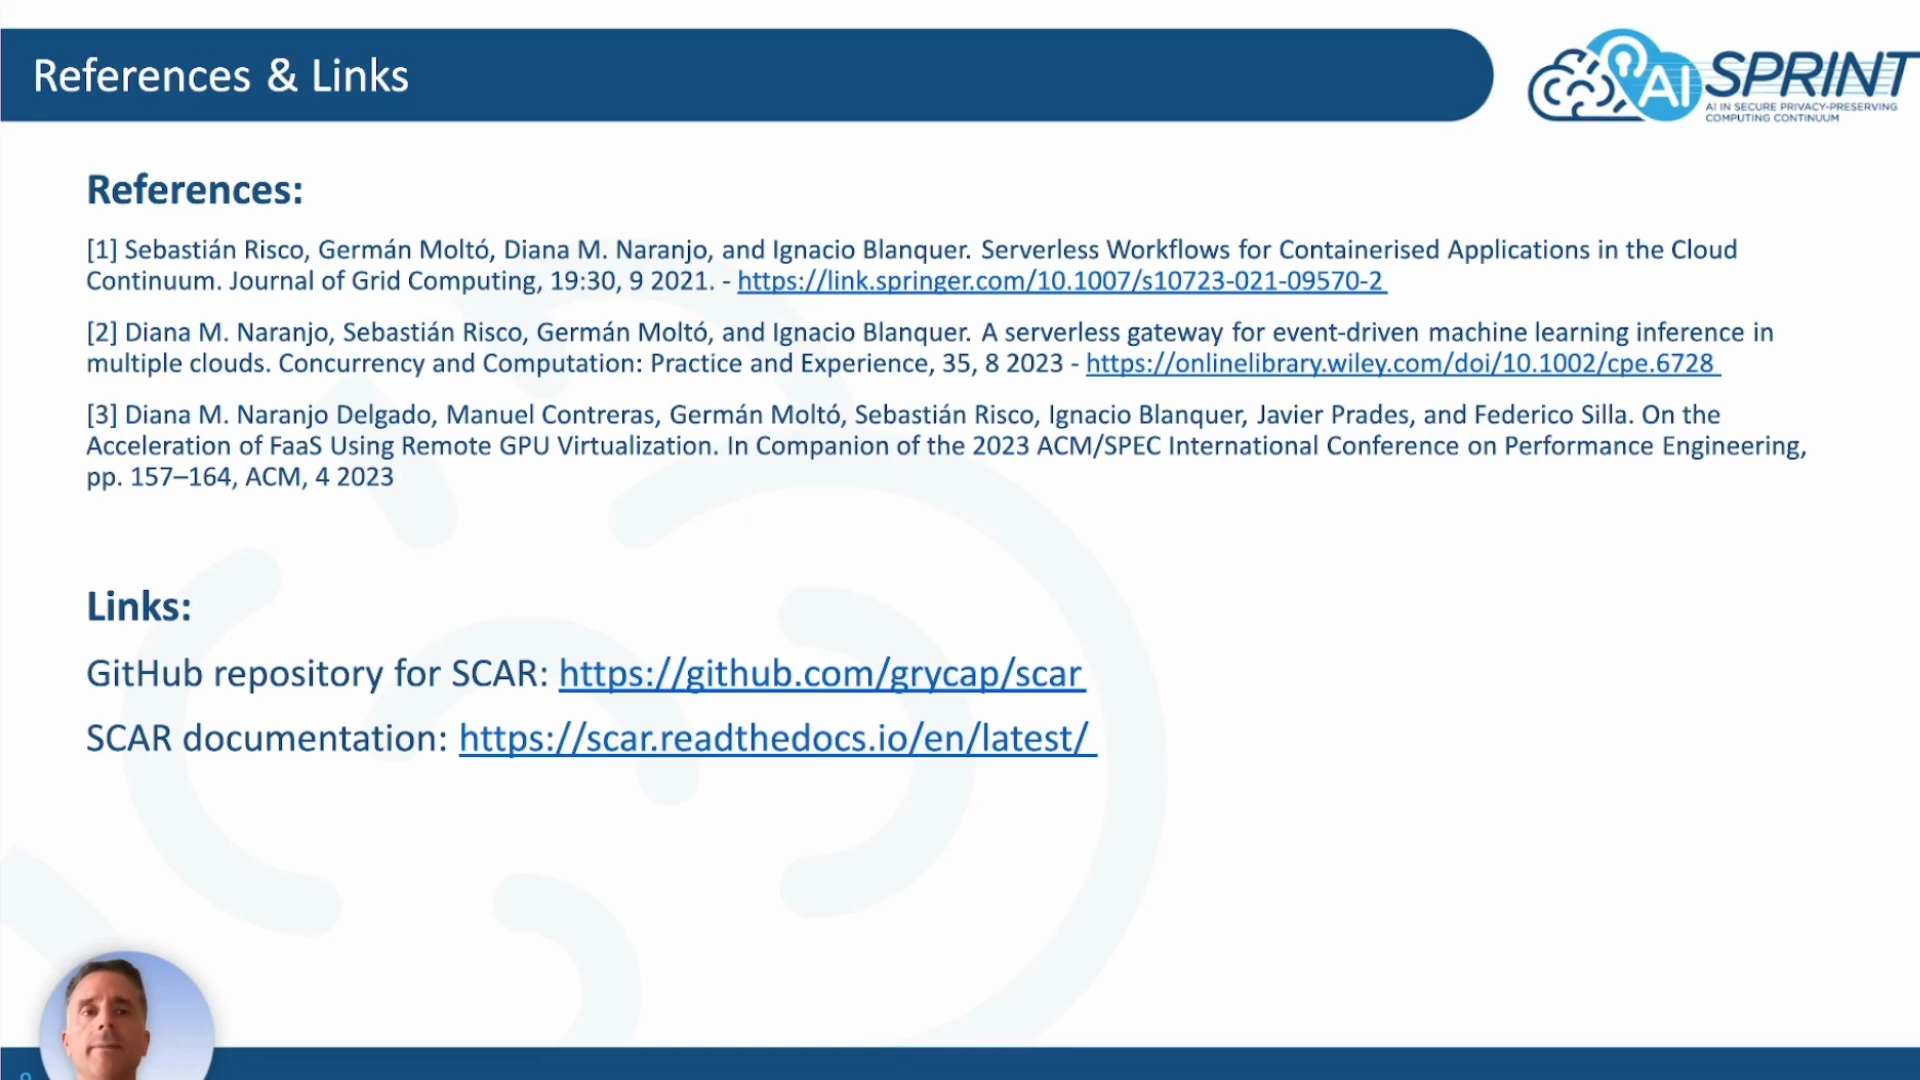 References & Links
AI SPRINT
AI IN SECURE PRIVACY-PRESERVING
COMPUTING CONTINUUM
References:
[1] Sebastián Risco, Germán Moltó, Diana M. Naranjo, and Ignacio Blanquer. Serverless Workflows for Containerised Applications in the Cloud
Continuum. Journal of Grid Computing, 19:30, 9 2021. - https://link.springer.com/10.1007/s10723-021-09570-2
[2] Diana M. Naranjo, Sebastián Risco, Germán Moltó, and Ignacio Blanquer. A serverless gateway for event-driven machine learning inference in
multiple clouds. Concurrency and Computation: Practice and Experience, 35, 8 2023 - https://onlinelibrary.wiley.com/doi/10.1002/cpe.6728
[3] Diana M. Naranjo Delgado, Manuel Contreras, Germán Moltó, Sebastián Risco, Ignacio Blanquer, Javier Prades, and Federico Silla. On the
Acceleration of FaaS Using Remote GPU Virtualization. In Companion of the 2023 ACM/SPEC International Conference on Performance Engineering,
pp. 157–164, ACM, 4 2023
Links:
GitHub repository for SCAR: https://github.com/grycap/scar
SCAR documentation: https://scar.readthedocs.io/en/latest/